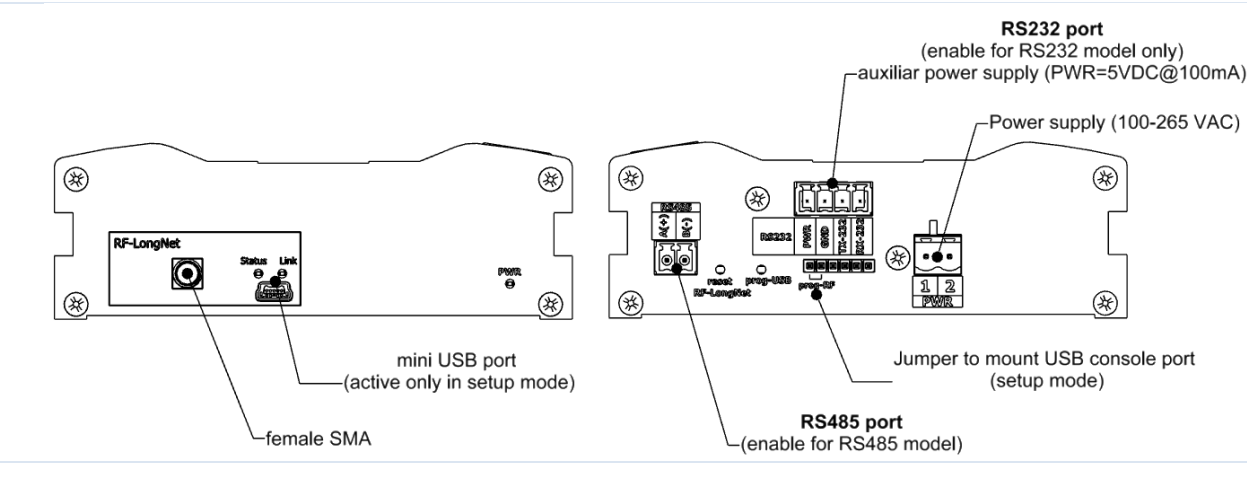 RS232 port
(enable for RS232 model only)
auxiliar power supply (PWR=5VDC@100mA)
Power supply (100-265 VAC)
RF-LongNet
Status Link
PWR
RS485
A(+) B(-)
RS232 PWR GND TX-232 RX-232
reset prog-USB prog-RF
RF-LongNet
1 2
PWR
mini USB port
(active only in setup mode)
female SMA
Jumper to mount USB console port
(setup mode)
RS485 port
(enable for RS485 model)